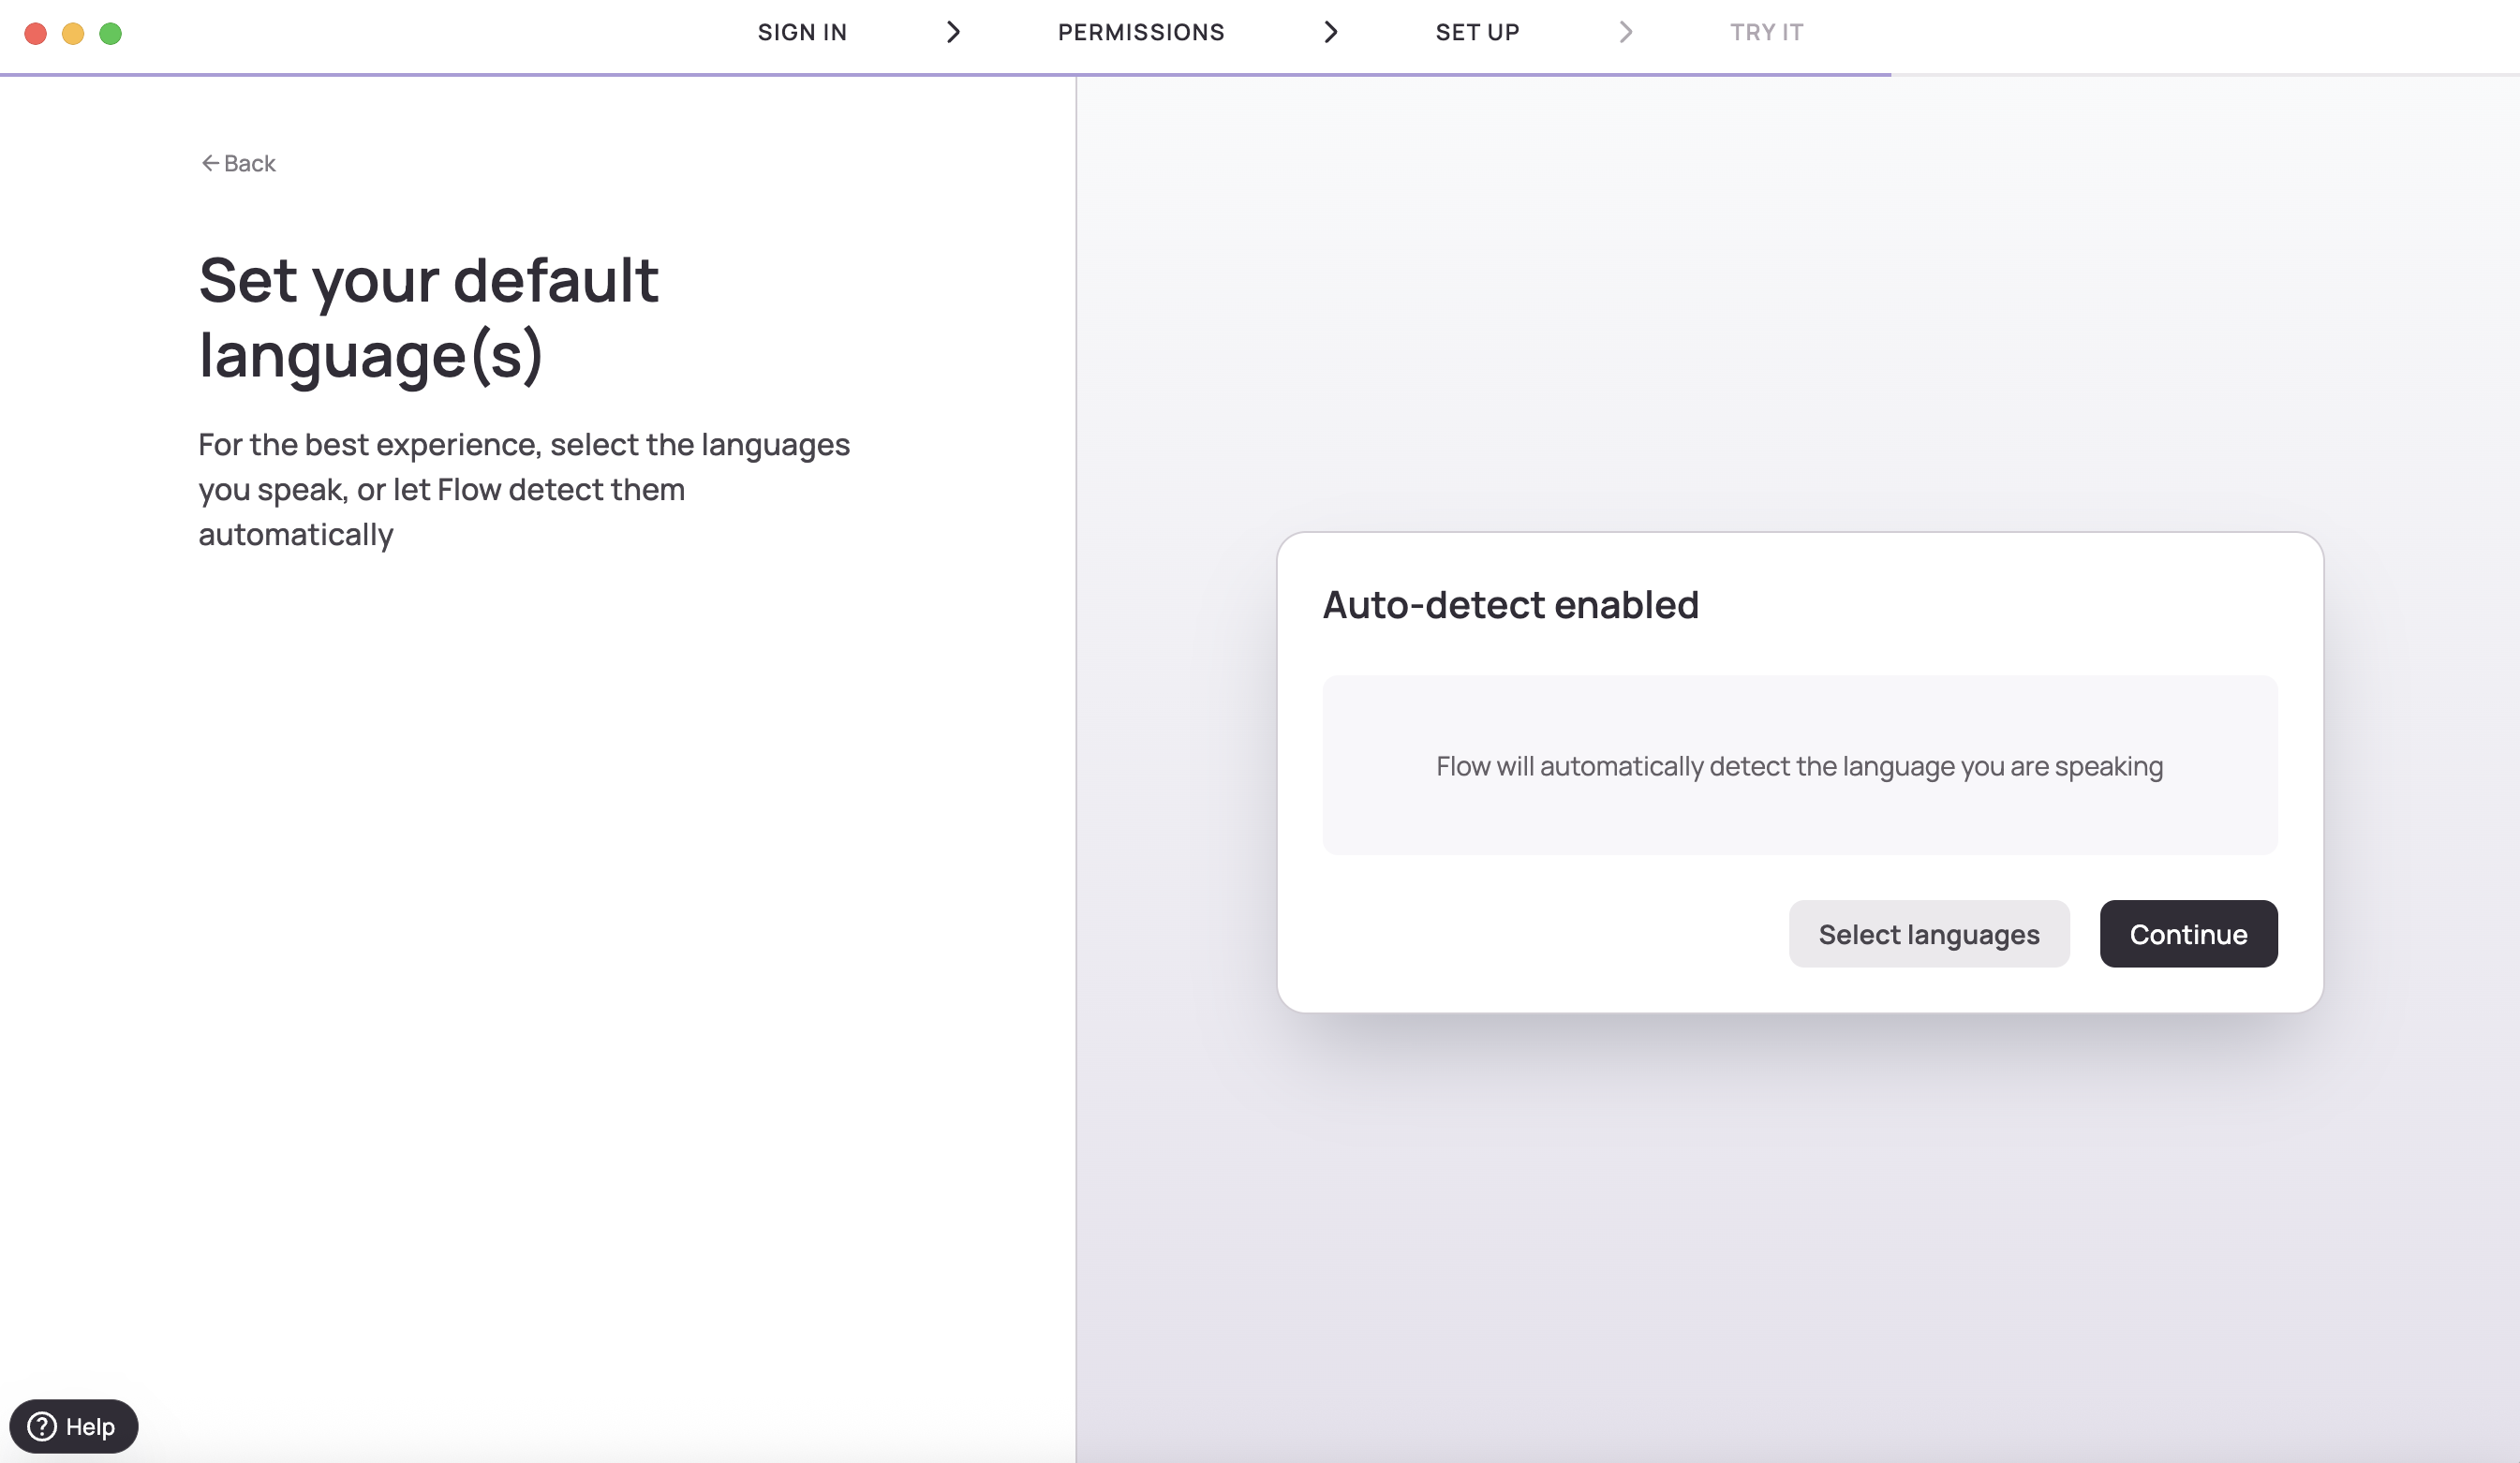 SIGN IN
PERMISSIONS
SET UP
TRY IT
Back
Set your default
language(s)
For the best experience, select the languages
you speak, or let Flow detect them
automatically
Auto-detect enabled
Flow will automatically detect the language you are speaking
Select languages
Continue
Help